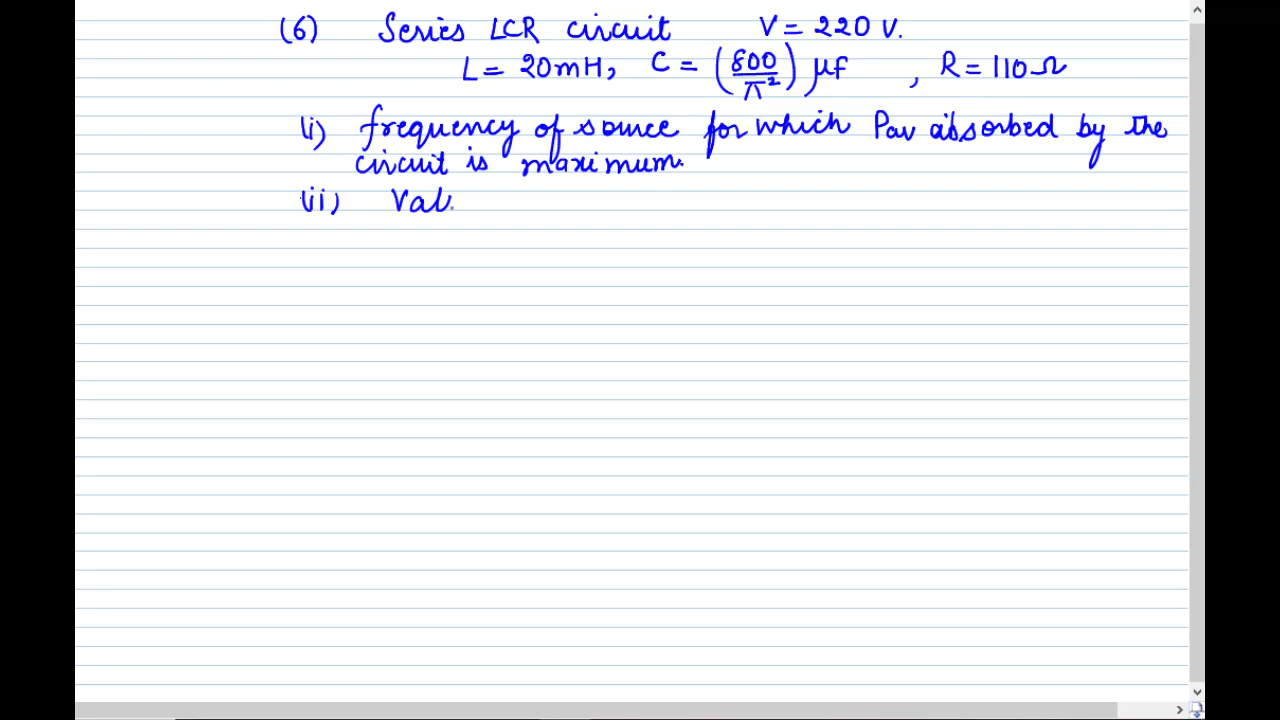 (6) Series LCR circuit V = 220 V.
L = 20mH, C = (800/π²) μf , R = 110Ω
(i) frequency of source for which Pav absorbed by the
circuit is maximum.
(ii) Val